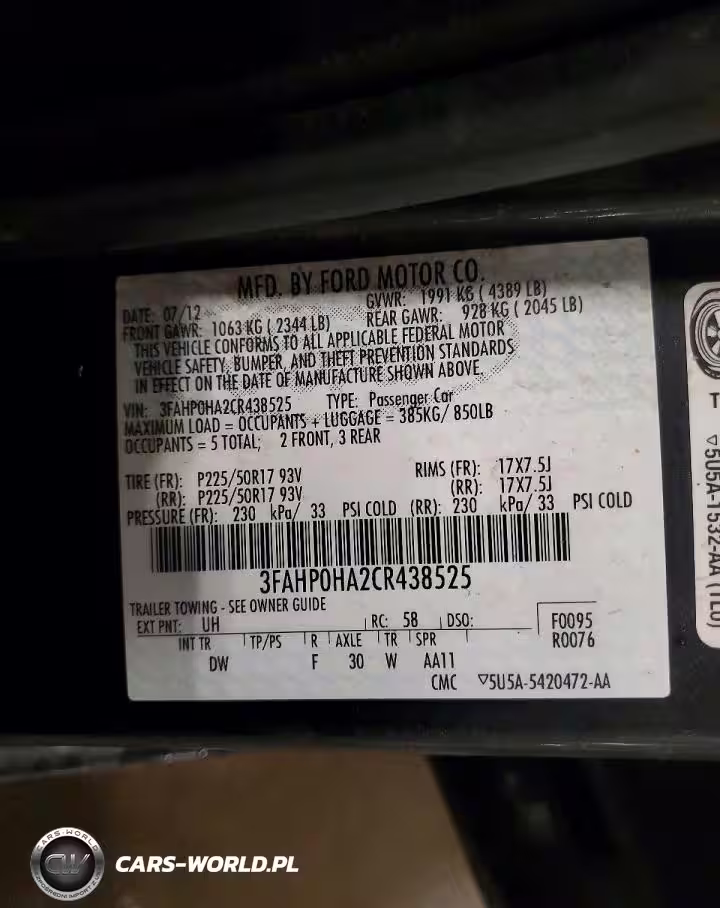 MFD. BY FORD MOTOR CO.
DATE: 07/12 GVWR: 1991 KG ( 4389 LB)
FRONT GAWR: 1063 KG ( 2344 LB) REAR GAWR: 928 KG ( 2045 LB)
THIS VEHICLE CONFORMS TO ALL APPLICABLE FEDERAL MOTOR
VEHICLE SAFETY, BUMPER, AND THEFT PREVENTION STANDARDS
IN EFFECT ON THE DATE OF MANUFACTURE SHOWN ABOVE.
VIN: 3FAHP0HA2CR438525 TYPE: Passenger Car
MAXIMUM LOAD = OCCUPANTS + LUGGAGE = 385KG/ 850LB
OCCUPANTS = 5 TOTAL; 2 FRONT, 3 REAR
TIRE (FR): P225/50R17 93V RIMS (FR): 17X7.5J
(RR): P225/50R17 93V (RR): 17X7.5J
PRESSURE (FR): 230 kPa/ 33 PSI COLD (RR): 230 kPa/ 33 PSI COLD
3FAHP0HA2CR438525
TRAILER TOWING - SEE OWNER GUIDE
EXT PNT: UH RC: 58 DSO: F0095
INT TR TP/PS R AXLE TR SPR R0076
DW F 30 W AA11
CMC ▽5U5A-5420472-AA
▽5U5A-1532-AA (TL0)
CARS-WORLD
CW
CARS-WORLD.PL